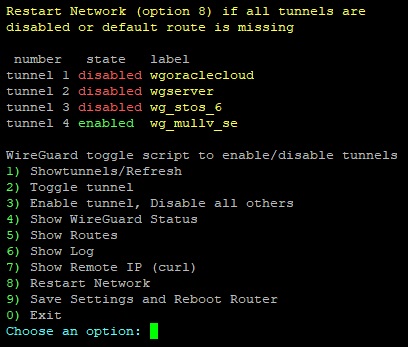 Restart Network (option 8) if all tunnels are
disabled or default route is missing
number state label
tunnel 1 disabled wgoraclecloud
tunnel 2 disabled wgserver
tunnel 3 disabled wg_stos_6
tunnel 4 enabled wg_mullv_se
WireGuard toggle script to enable/disable tunnels
1) Showtunnels/Refresh
2) Toggle tunnel
3) Enable tunnel, Disable all others
4) Show WireGuard Status
5) Show Routes
6) Show Log
7) Show Remote IP (curl)
8) Restart Network
9) Save Settings and Reboot Router
0) Exit
Choose an option: